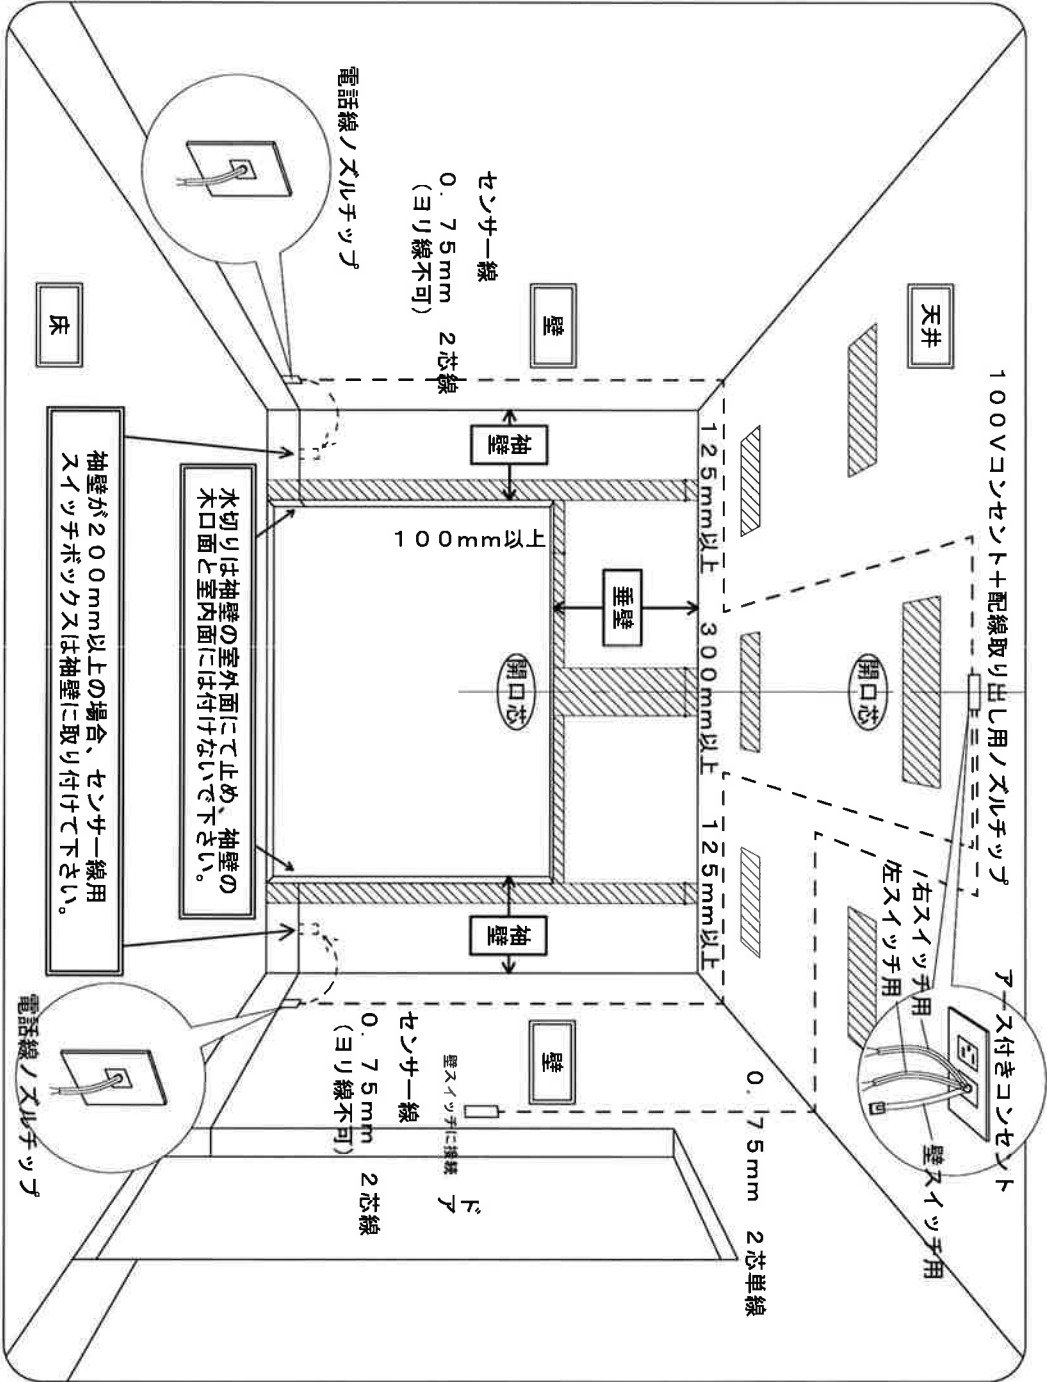 100Vコンセント+配線取り出し用ノズルチップ
アース付きコンセント
天井
開口芯
右スイッチ用
左スイッチ用
壁スイッチ用
0.75mm 2芯単線
125mm以上
300mm以上
125mm以上
壁
袖壁
垂壁
袖壁
壁
センサー線
0.75mm 2芯線
(ヨリ線不可)
100mm以上
開口芯
壁スイッチに接続
ドア
センサー線
0.75mm 2芯線
(ヨリ線不可)
電話線ノズルチップ
水切りは袖壁の室外面にて止め、袖壁の
木口面と室内面には付けないで下さい。
床
袖壁が200mm以上の場合、センサー線用
スイッチボックスは袖壁に取り付けて下さい。
電話線ノズルチップ